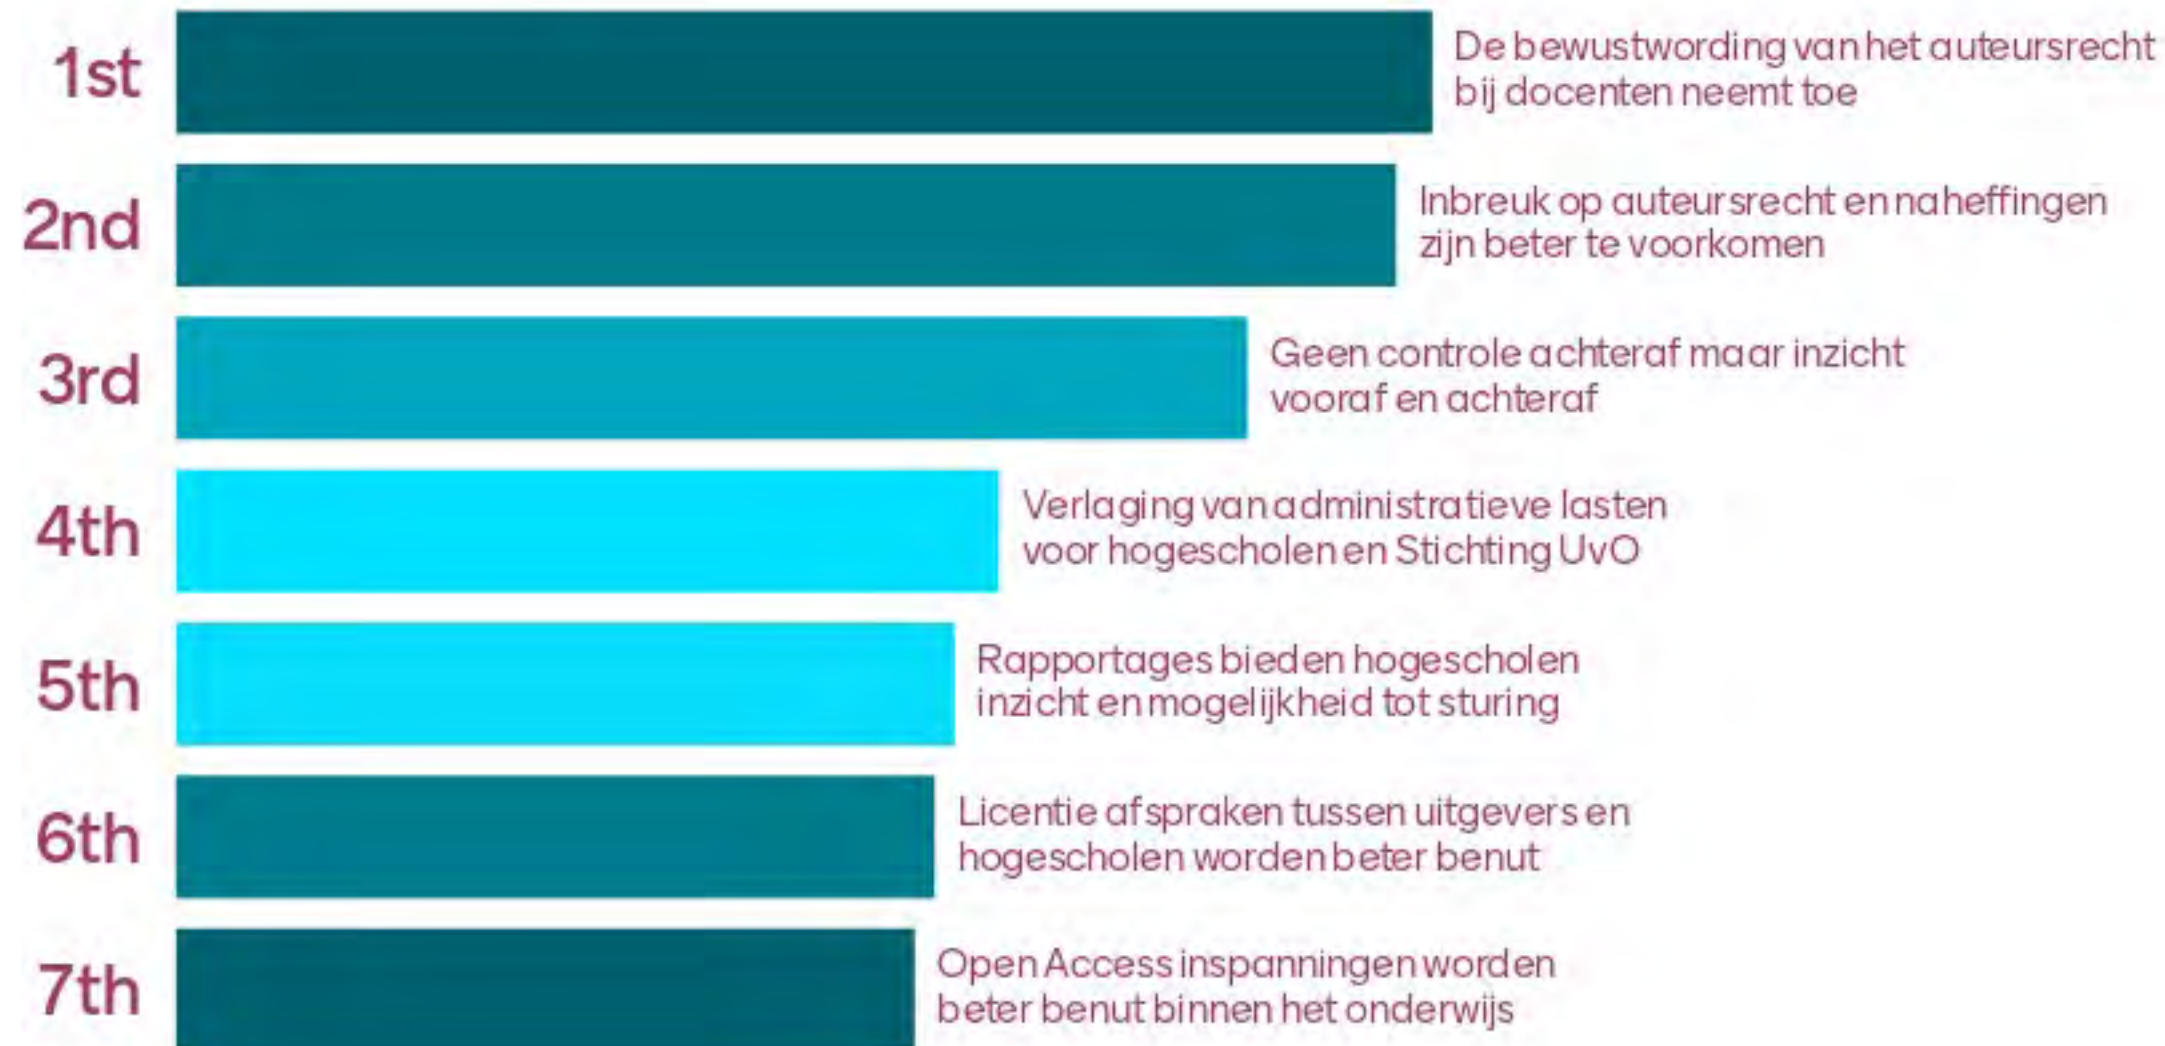 1st
De bewustwording van het auteursrecht
bij docenten neemt toe
2nd
Inbreuk op auteursrecht en naheffingen
zijn beter te voorkomen
3rd
Geen controle achteraf maar inzicht
vooraf en achteraf
4th
Verlaging van administratieve lasten
voor hogescholen en Stichting UvO
5th
Rapportages bieden hogescholen
inzicht en mogelijkheid tot sturing
6th
Licentie afspraken tussen uitgevers en
hogescholen worden beter benut
7th
Open Access inspanningen worden
beter benut binnen het onderwijs